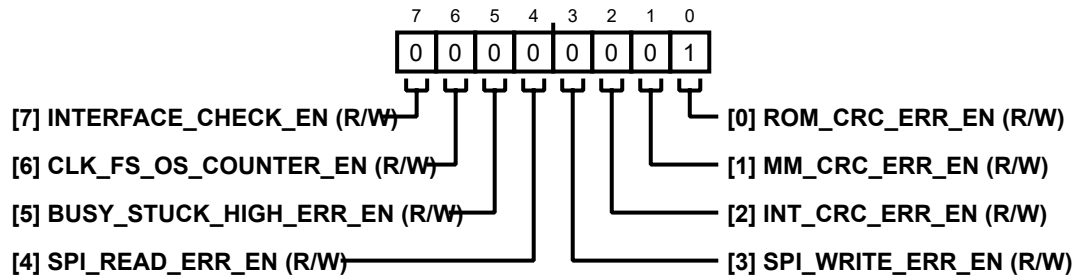 7 6 5 4 3 2 1 0
0 0 0 0 0 0 0 1
[7] INTERFACE_CHECK_EN (R/W) [0] ROM_CRC_ERR_EN (R/W)
[6] CLK_FS_OS_COUNTER_EN (R/W) [1] MM_CRC_ERR_EN (R/W)
[5] BUSY_STUCK_HIGH_ERR_EN (R/W) [2] INT_CRC_ERR_EN (R/W)
[4] SPI_READ_ERR_EN (R/W) [3] SPI_WRITE_ERR_EN (R/W)